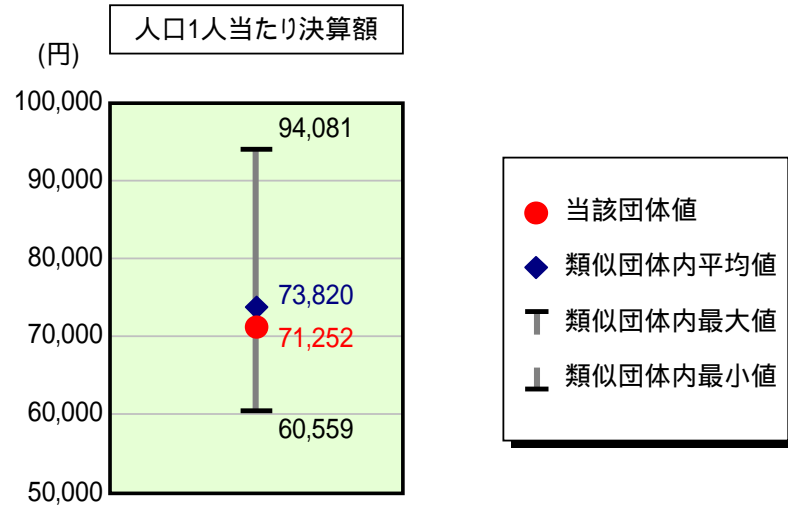 人口1人当たり決算額
(円)
100,000
90,000
80,000
70,000
60,000
50,000
94,081
73,820
71,252
60,559
当該団体値
類似団体内平均値
類似団体内最大値
類似団体内最小値